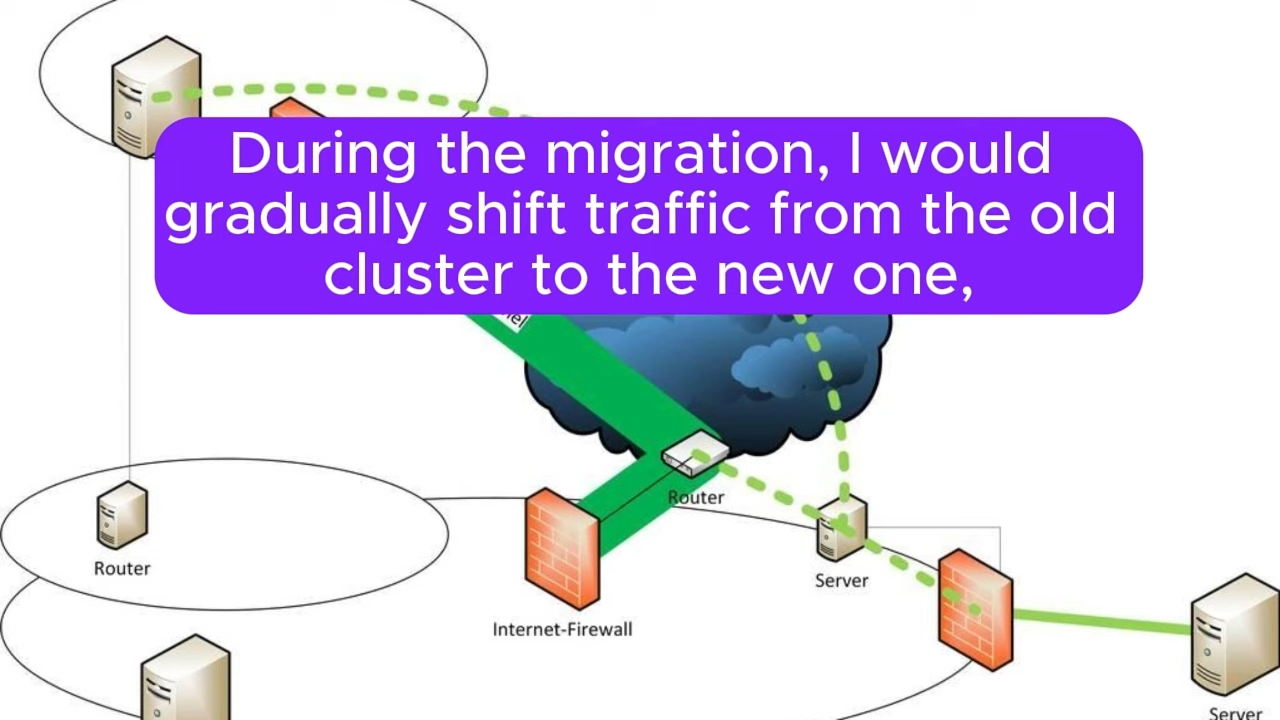 During the migration, I would
gradually shift traffic from the old
cluster to the new one,
Router
Router
Server
Internet-Firewall
Server